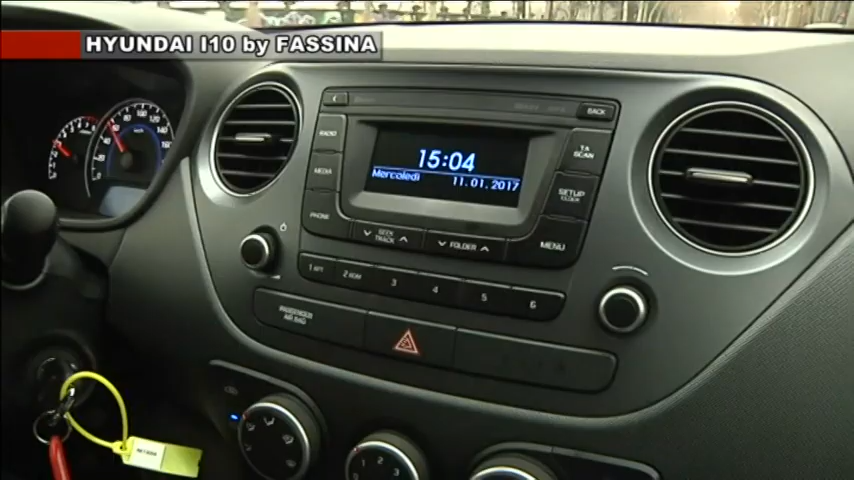 HYUNDAI I10 by FASSINA
BACK
RADIO
MEDIA
PHONE
15:04
Mercoledi
11.01.2017
TA
SCAN
SETUP
CLOCK
MENU
SEEK
TRACK
FOLDER
1 RPT
2 RDM
3
4
5
6
PASSENGER
AIR BAG